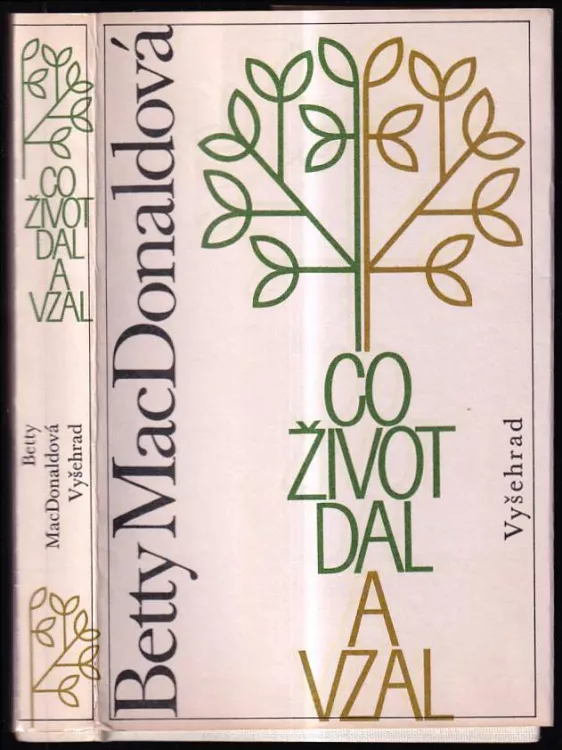 CO
ŽIVOT
DAL
A
VZAL
Betty
MacDonaldová
Vyšehrad
Betty MacDonaldová
CO
ŽIVOT
DAL
A
VZAL
Vyšehrad